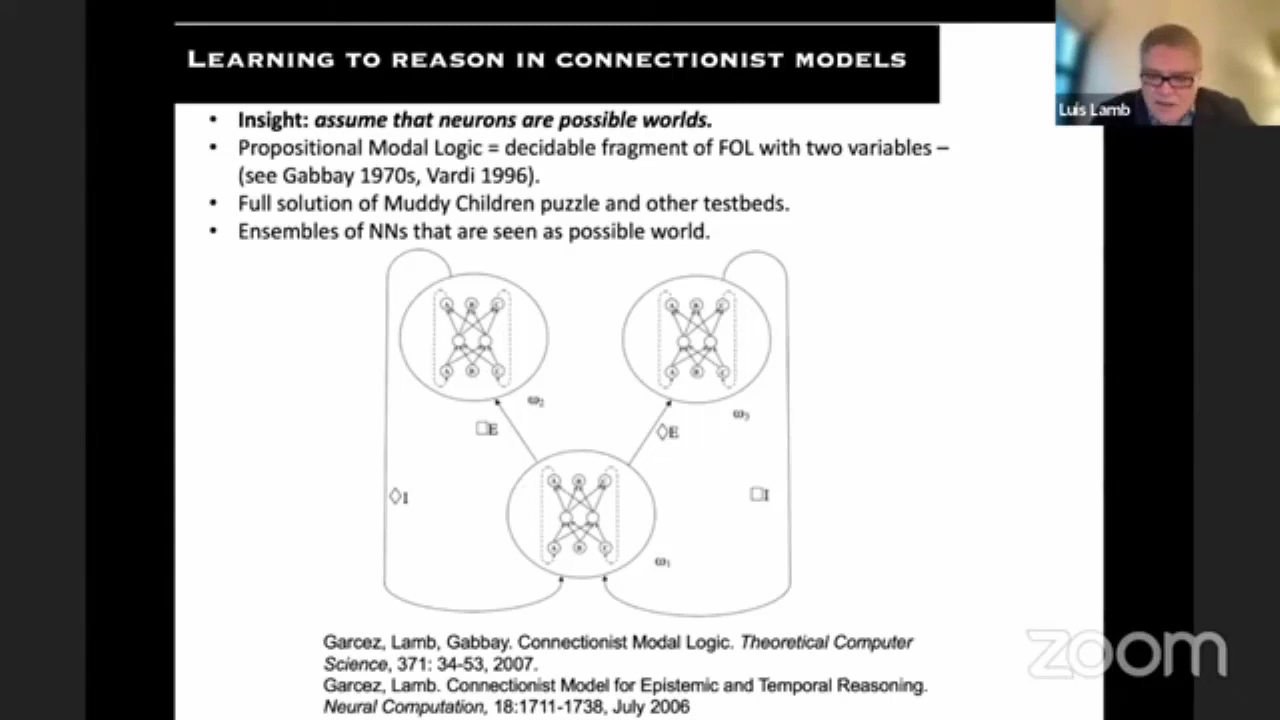 LEARNING TO REASON IN CONNECTIONIST MODELS
Luís Lamb
• Insight: assume that neurons are possible worlds.
• Propositional Modal Logic = decidable fragment of FOL with two variables –
(see Gabbay 1970s, Vardi 1996).
• Full solution of Muddy Children puzzle and other testbeds.
• Ensembles of NNs that are seen as possible world.
A B C
A B C
A B C
A B C
ω2
ω3
□E
◇E
◇I
□I
A B C
A B C
ω1
Garcez, Lamb, Gabbay. Connectionist Modal Logic. Theoretical Computer
Science, 371: 34-53, 2007.
Garcez, Lamb. Connectionist Model for Epistemic and Temporal Reasoning.
Neural Computation, 18:1711-1738, July 2006
zoom